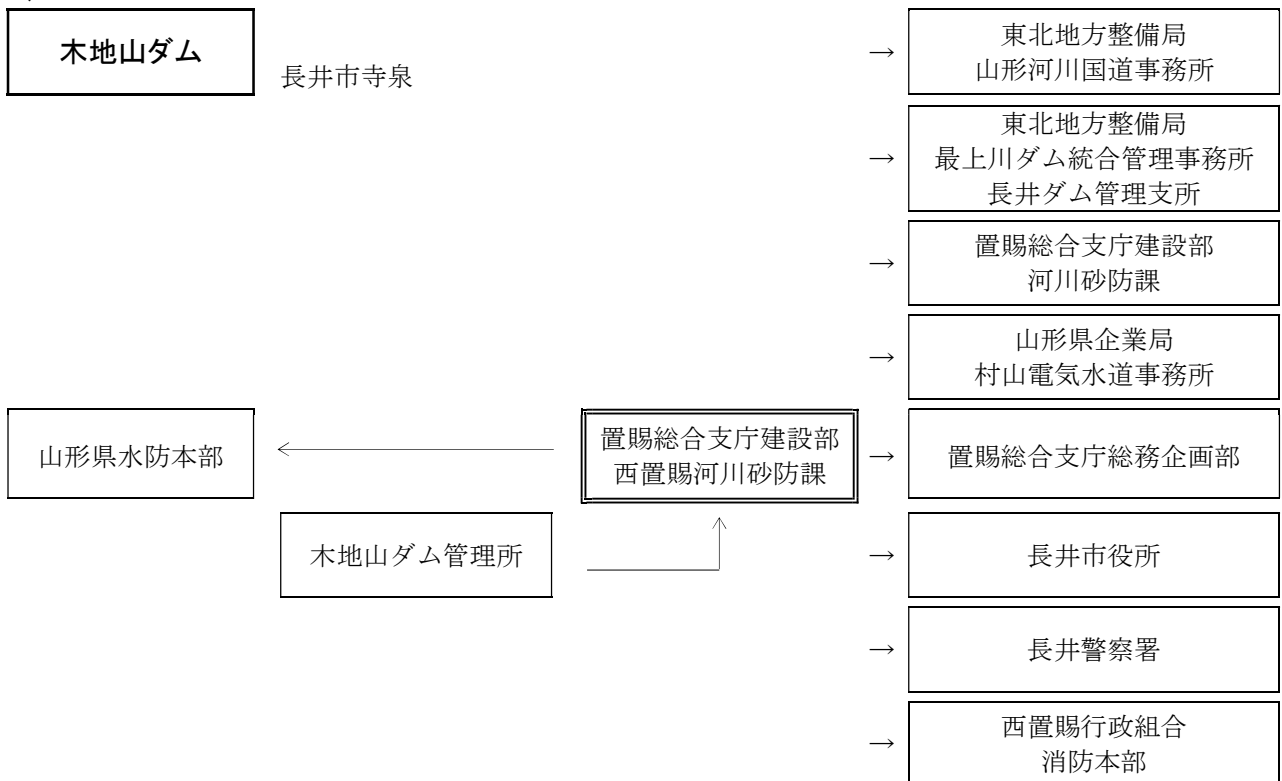 木地山ダム
長井市寺泉
→
東北地方整備局
山形河川国道事務所
→
東北地方整備局
最上川ダム統合管理事務所
長井ダム管理支所
→
置賜総合支庁建設部
河川砂防課
→
山形県企業局
村山電気水道事務所
山形県水防本部
置賜総合支庁建設部
西置賜河川砂防課
→
置賜総合支庁総務企画部
木地山ダム管理所
→
長井市役所
→
長井警察署
→
西置賜行政組合
消防本部